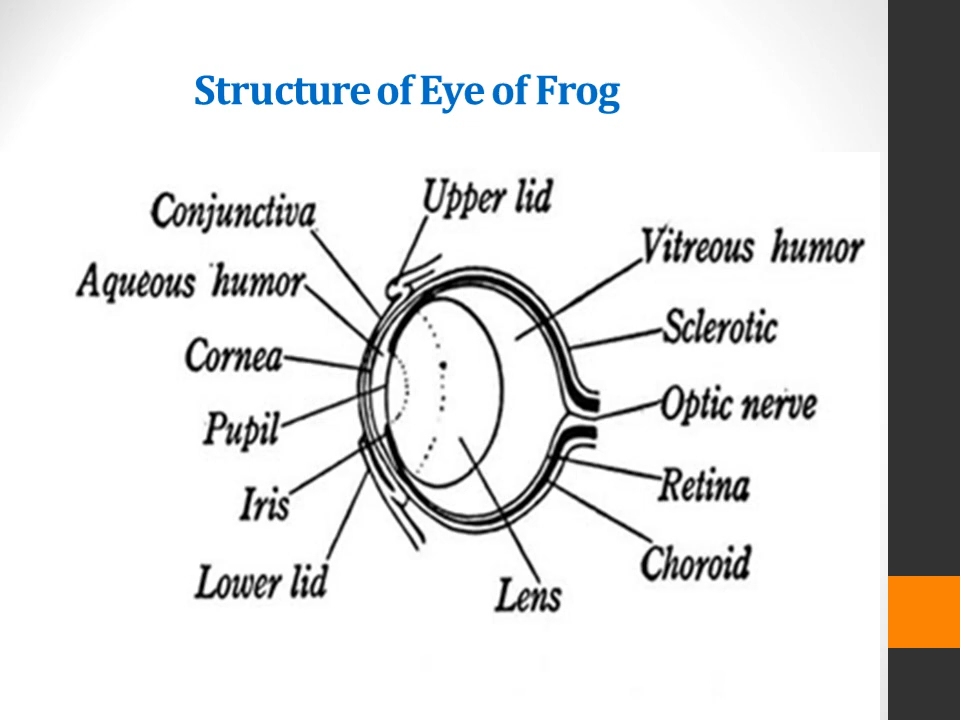 Structure of Eye of Frog
Conjunctiva
Upper lid
Vitreous humor
Aqueous humor
Sclerotic
Cornea
Optic nerve
Pupil
Retina
Iris
Choroid
Lower lid
Lens